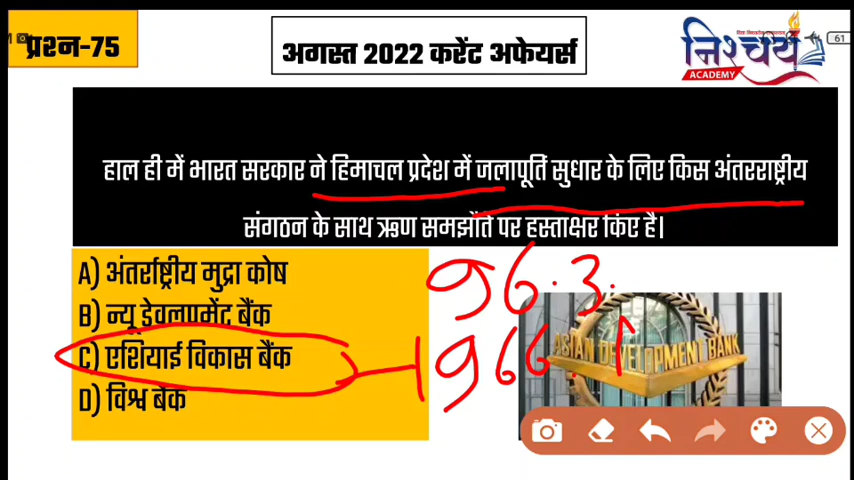 प्रश्न-75
अगस्त 2022 करेंट अफेयर्स
निश्चय
ACADEMY
61
हाल ही में भारत सरकार ने हिमाचल प्रदेश में जलापूर्ति सुधार के लिए किस अंतरराष्ट्रीय
संगठन के साथ ऋण समझौते पर हस्ताक्षर किए है।
A) अंतर्राष्ट्रीय मुद्रा कोष
B) न्यू डेवलपमेंट बैंक
C) एशियाई विकास बैंक
D) विश्व बैंक
96.3.
1966
ASIAN DEVELOPMENT BANK